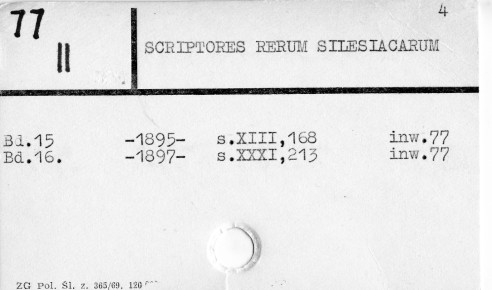 77
II
4
SCRIPTORES RERUM SILESIACARUM
Bd.15 -1895- s.XIII,168 inw.77
Bd.16. -1897- s.XXXI,213 inw.77
ZG Pol. Śl. z. 365/69, 120